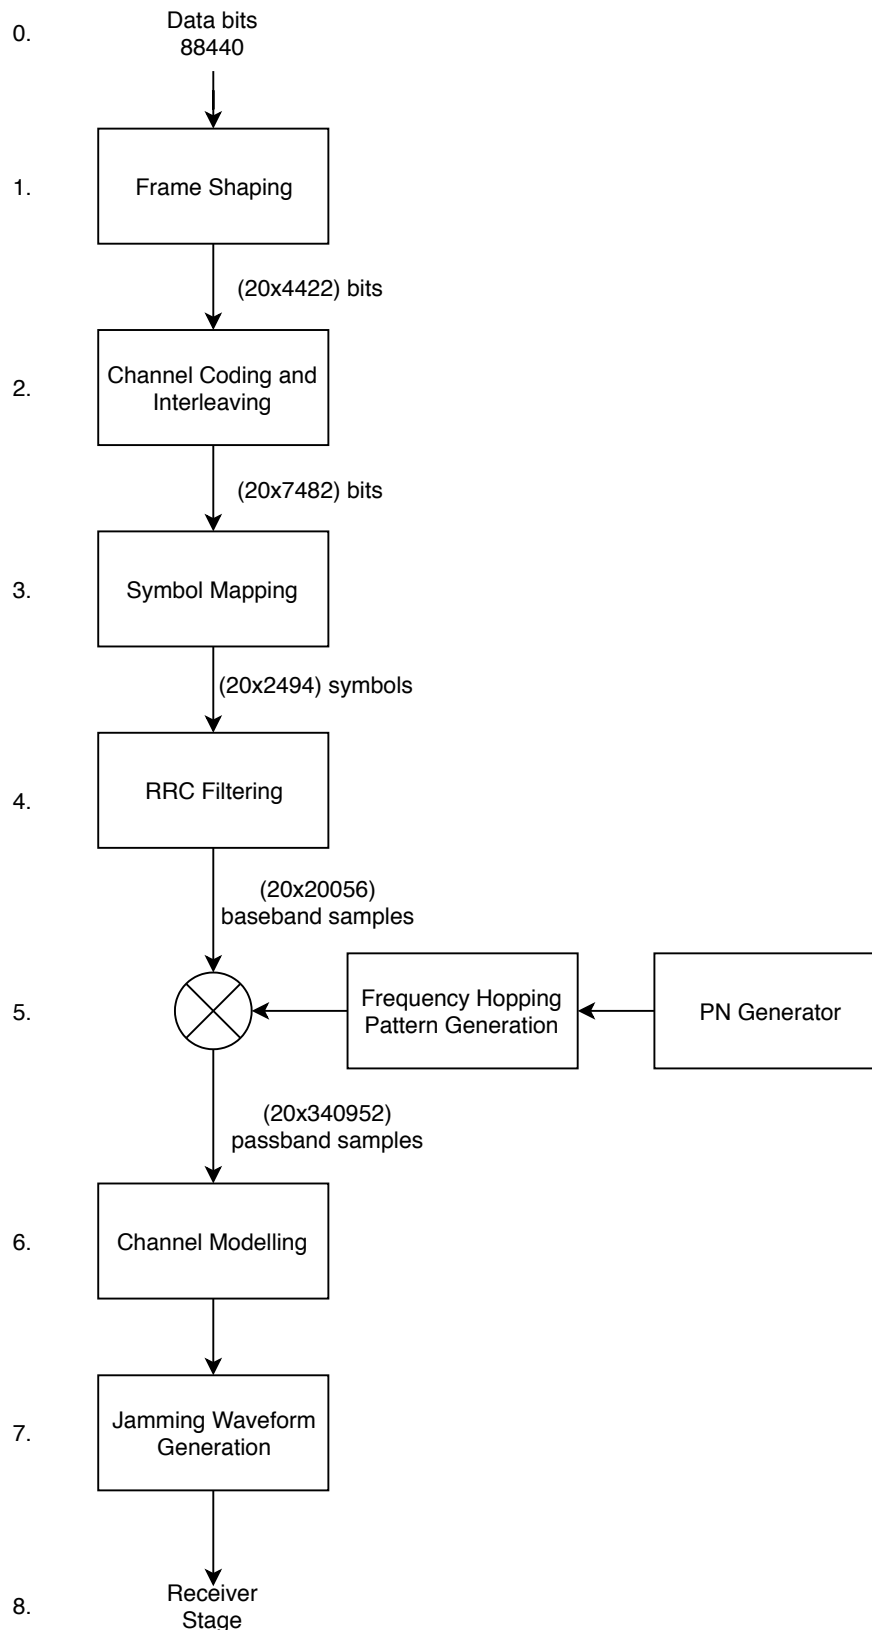 0.
Data bits
88440
1.
Frame Shaping
(20x4422) bits
2.
Channel Coding and
Interleaving
(20x7482) bits
3.
Symbol Mapping
(20x2494) symbols
4.
RRC Filtering
(20x20056)
baseband samples
5.
Frequency Hopping
Pattern Generation
PN Generator
(20x340952)
passband samples
6.
Channel Modelling
7.
Jamming Waveform
Generation
8.
Receiver
Stage